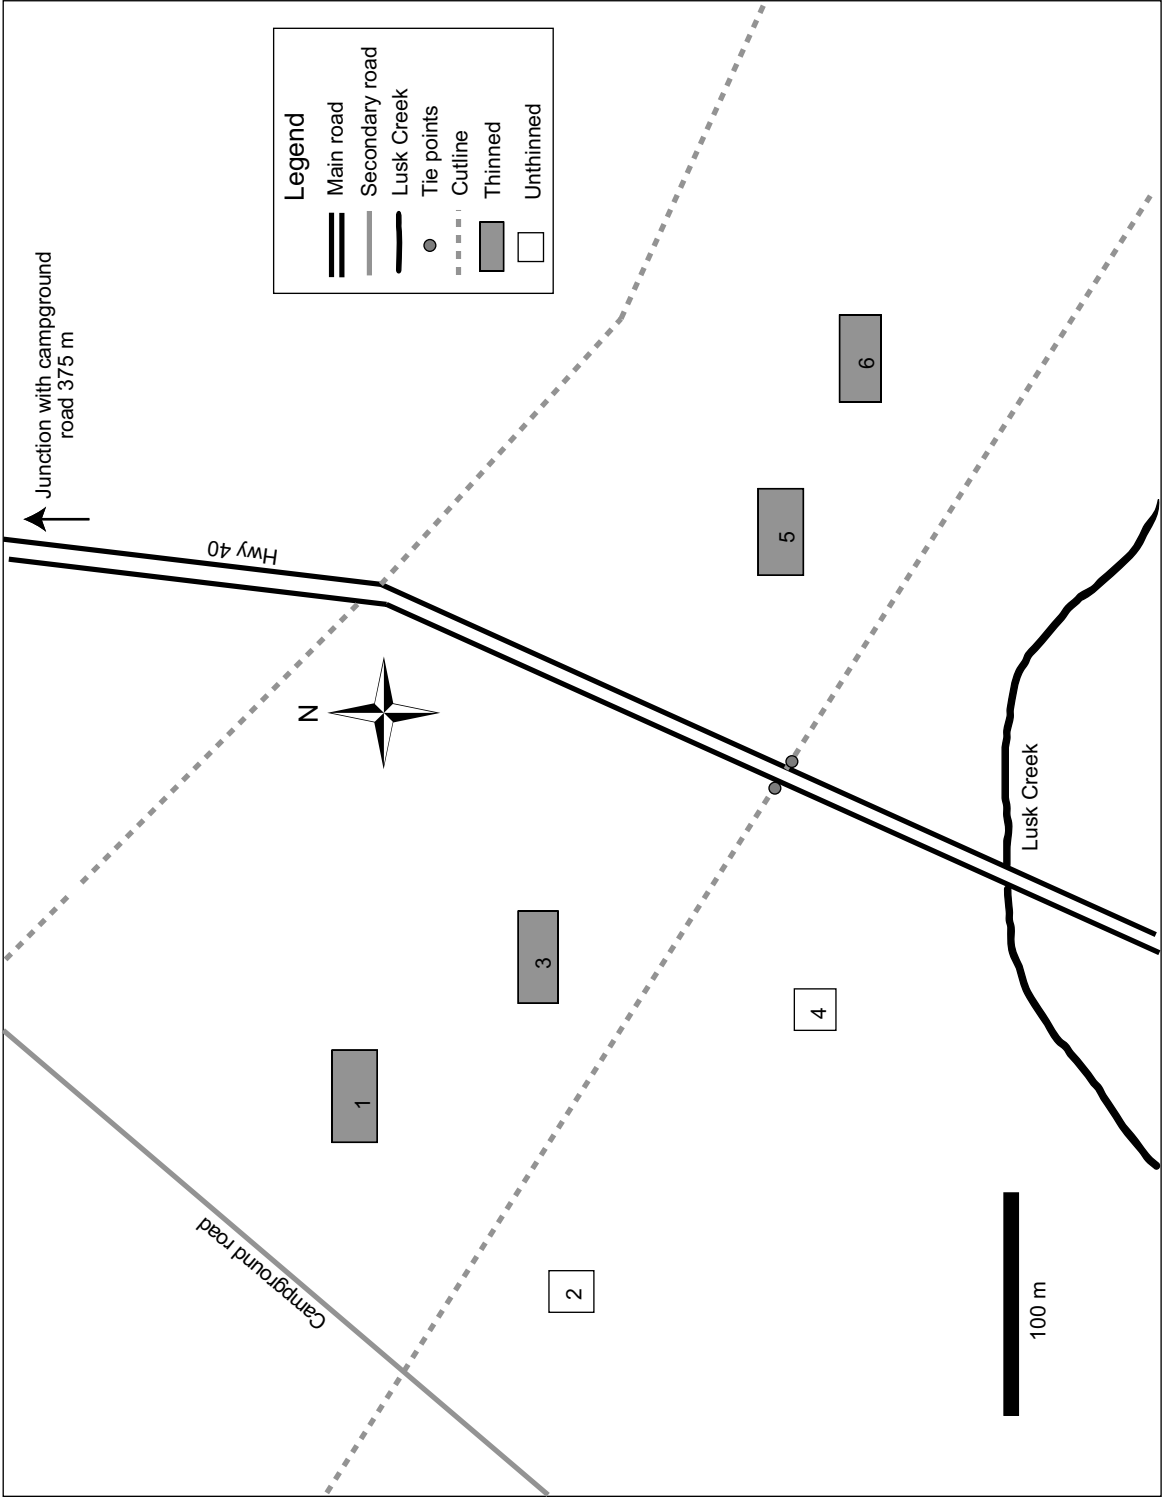 Junction with campground
road 375 m
Legend
Main road
Secondary road
Lusk Creek
Tie points
Cutline
Thinned
Unthinned
Hwy 40
N
6
5
3
1
4
2
Lusk Creek
Campground road
100 m